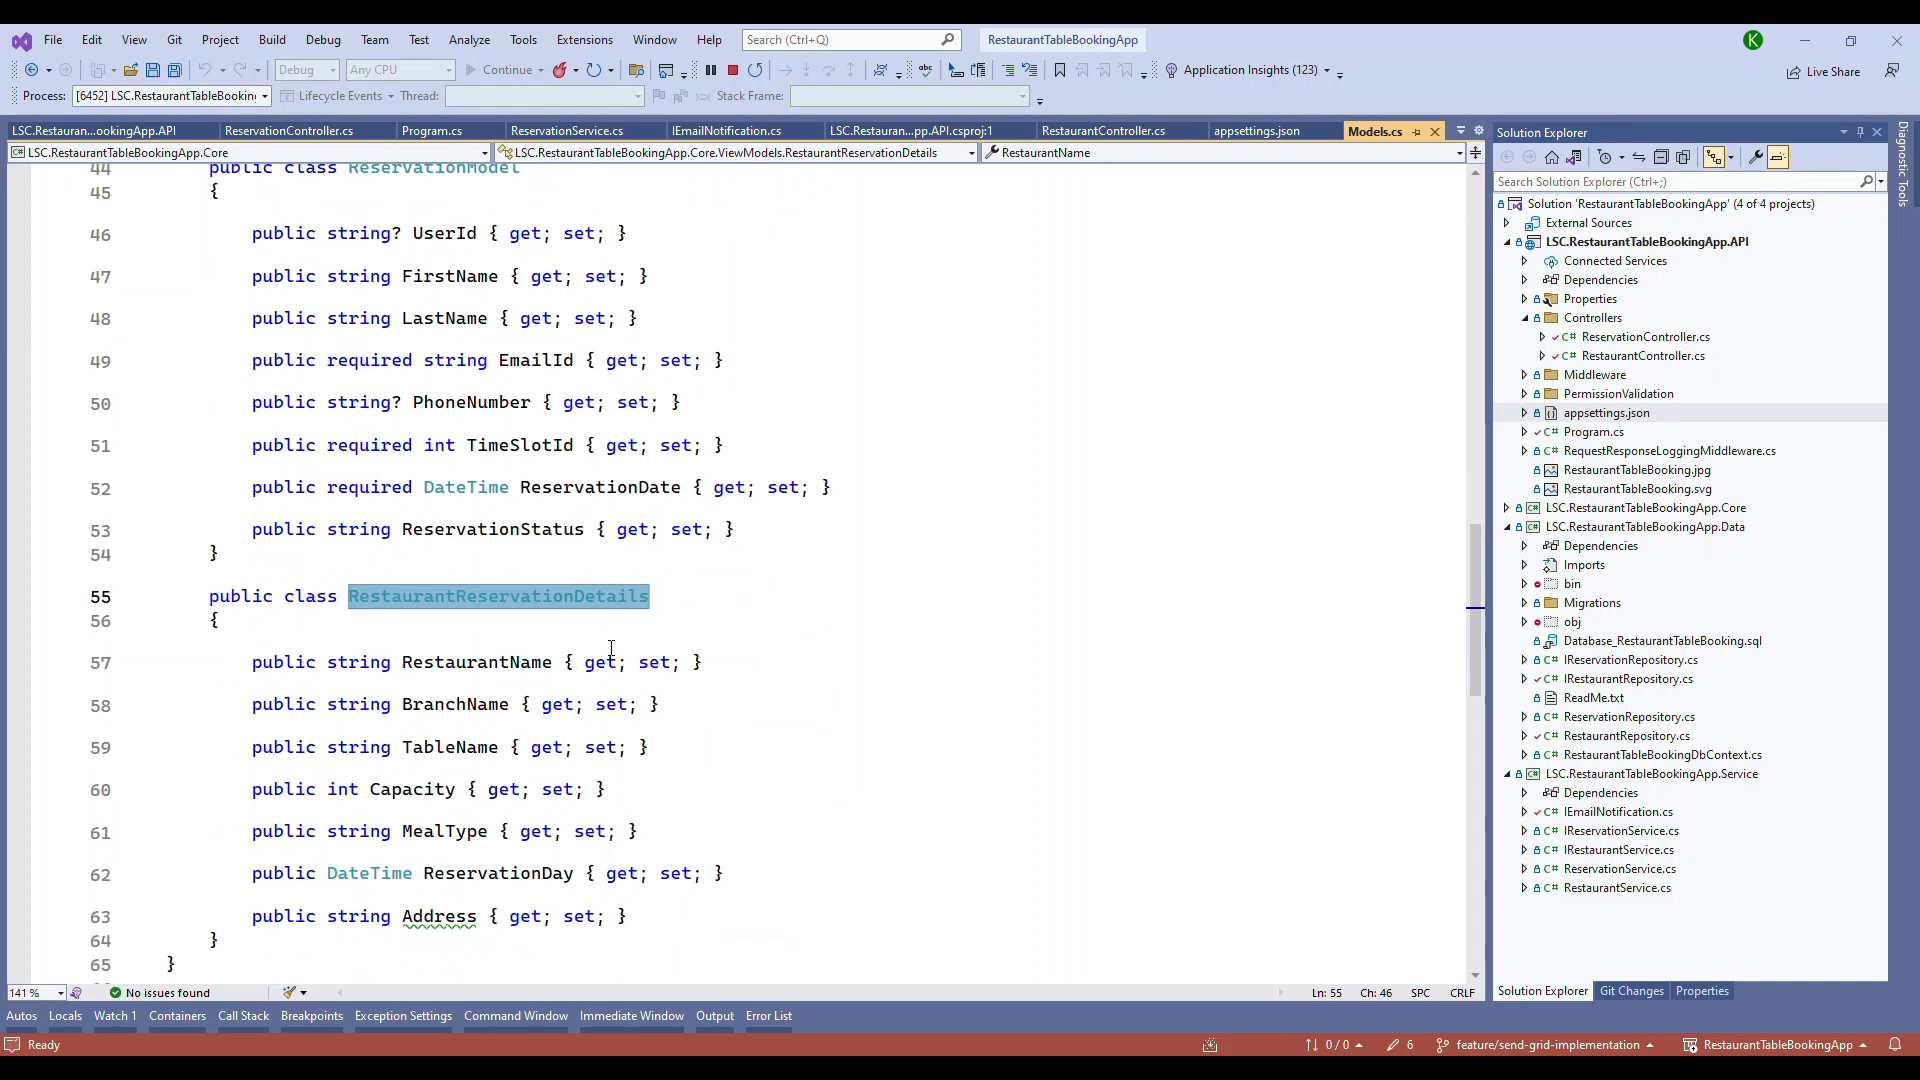 File Edit View Git Project Build Debug Team Test Analyze Tools Extensions Window Help Search (Ctrl+Q) RestaurantTableBookingApp K
Debug Any CPU Continue Application Insights (123) Live Share
Process: [6452] LSC.RestaurantTableBooking Lifecycle Events Thread: Stack Frame:
LSC.Restauran...ookingApp.API ReservationController.cs Program.cs ReservationService.cs IEmailNotification.cs LSC.Restauran...pp.API.csproj:1 RestaurantController.cs appsettings.json Models.cs
LSC.RestaurantTableBookingApp.Core LSC.RestaurantTableBookingApp.Core.ViewModels.RestaurantReservationDetails RestaurantName
44 public class ReservationModel
45 {
46 public string? UserId { get; set; }
47 public string FirstName { get; set; }
48 public string LastName { get; set; }
49 public required string EmailId { get; set; }
50 public string? PhoneNumber { get; set; }
51 public required int TimeSlotId { get; set; }
52 public required DateTime ReservationDate { get; set; }
53 public string ReservationStatus { get; set; }
54 }
55 public class RestaurantReservationDetails
56 {
57 public string RestaurantName { get; set; }
58 public string BranchName { get; set; }
59 public string TableName { get; set; }
60 public int Capacity { get; set; }
61 public string MealType { get; set; }
62 public DateTime ReservationDay { get; set; }
63 public string Address { get; set; }
64 }
65 }
141 % No issues found Ln: 55 Ch: 46 SPC CRLF
Solution Explorer
Search Solution Explorer (Ctrl+;)
Solution 'RestaurantTableBookingApp' (4 of 4 projects)
External Sources
LSC.RestaurantTableBookingApp.API
Connected Services
Dependencies
Properties
Controllers
C# ReservationController.cs
C# RestaurantController.cs
Middleware
PermissionValidation
appsettings.json
C# Program.cs
C# RequestResponseLoggingMiddleware.cs
RestaurantTableBooking.jpg
RestaurantTableBooking.svg
LSC.RestaurantTableBookingApp.Core
LSC.RestaurantTableBookingApp.Data
Dependencies
Imports
bin
Migrations
obj
Database_RestaurantTableBooking.sql
C# IReservationRepository.cs
C# IRestaurantRepository.cs
ReadMe.txt
C# ReservationRepository.cs
C# RestaurantRepository.cs
C# RestaurantTableBookingDbContext.cs
LSC.RestaurantTableBookingApp.Service
Dependencies
C# IEmailNotification.cs
C# IReservationService.cs
C# IRestaurantService.cs
C# ReservationService.cs
C# RestaurantService.cs
Solution Explorer Git Changes Properties
Diagnostic Tools
Autos Locals Watch 1 Containers Call Stack Breakpoints Exception Settings Command Window Immediate Window Output Error List
Ready 0 / 0 6 feature/send-grid-implementation RestaurantTableBookingApp